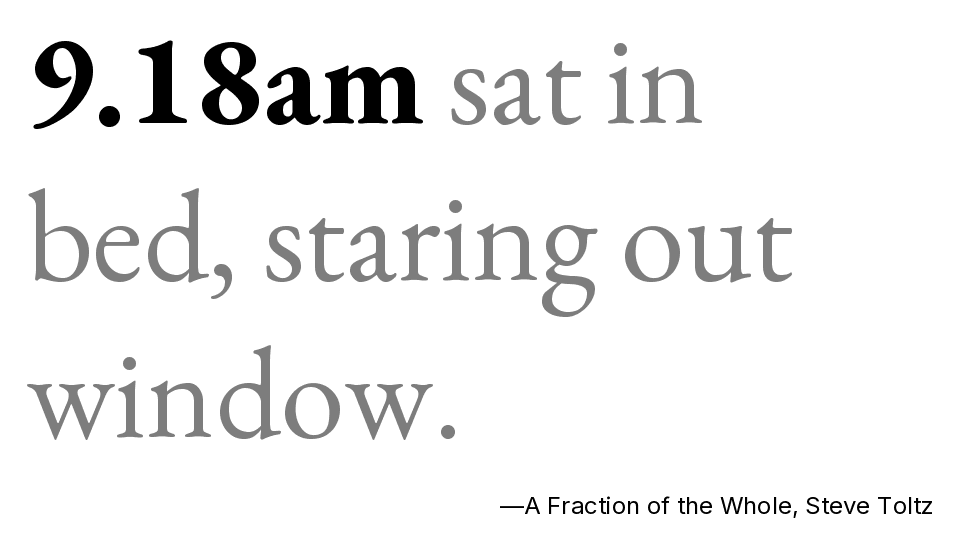 9.18am sat in
bed, staring out
window.
—A Fraction of the Whole, Steve Toltz